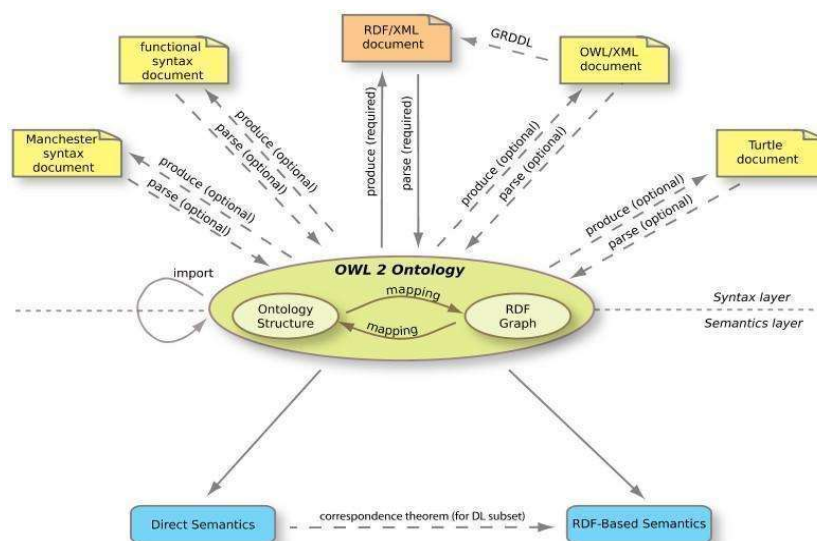 RDF/XML
document
GRDDL
functional
syntax
document
OWL/XML
document
Manchester
syntax
document
Turtle
document
produce (optional)
parse (optional)
produce (optional)
parse (optional)
produce (required)
parse (required)
produce (optional)
parse (optional)
produce (optional)
parse (optional)
import
OWL 2 Ontology
Ontology
Structure
mapping
mapping
RDF
Graph
Syntax layer
Semantics layer
Direct Semantics
correspondence theorem (for DL subset)
RDF-Based Semantics